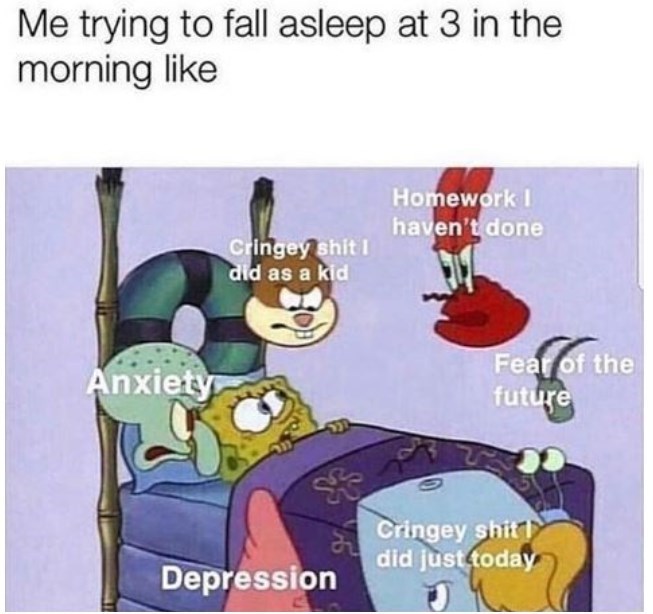 Me trying to fall asleep at 3 in the
morning like
Homework I
haven't done
Cringey shit I
did as a kid
Fear of the
future
Anxiety
Cringey shit I
did just today
Depression